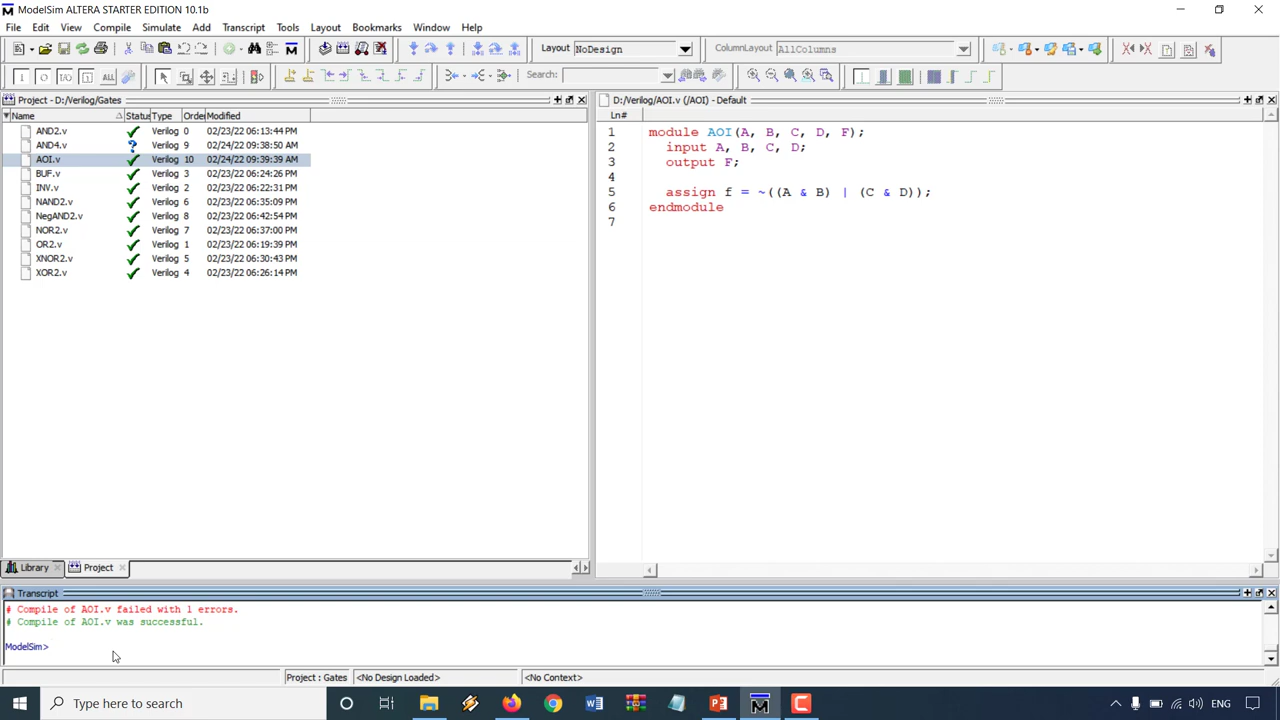 ModelSim ALTERA STARTER EDITION 10.1b
File Edit View Compile Simulate Add Transcript Tools Layout Bookmarks Window Help
Layout NoDesign ColumnLayout AllColumns
Search:
Project - D:/Verilog/Gates
D:/Verilog/AOI.v (/AOI) - Default
Name Status Type Order Modified
Ln#
AND2.v Verilog 0 02/23/22 06:13:44 PM
AND4.v Verilog 9 02/24/22 09:38:50 AM
AOI.v Verilog 10 02/24/22 09:39:39 AM
BUF.v Verilog 3 02/23/22 06:24:26 PM
INV.v Verilog 2 02/23/22 06:22:31 PM
NAND2.v Verilog 6 02/23/22 06:35:09 PM
NegAND2.v Verilog 8 02/23/22 06:42:54 PM
NOR2.v Verilog 7 02/23/22 06:37:00 PM
OR2.v Verilog 1 02/23/22 06:19:39 PM
XNOR2.v Verilog 5 02/23/22 06:30:43 PM
XOR2.v Verilog 4 02/23/22 06:26:14 PM
1 module AOI(A, B, C, D, F);
2 input A, B, C, D;
3 output F;
4
5 assign f = ~((A & B) | (C & D));
6 endmodule
7
Library Project
Transcript
# Compile of AOI.v failed with 1 errors.
# Compile of AOI.v was successful.
ModelSim>
Project : Gates <No Design Loaded> <No Context>
Type here to search
ENG